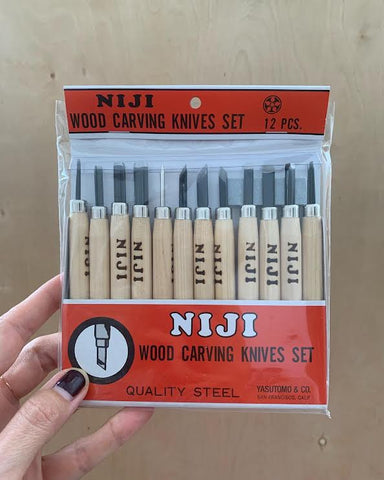 NIJI
WOOD CARVING KNIVES SET 12 PCS.
NIJI NIJI NIJI NIJI NIJI NIJI NIJI NIJI
NIJI
WOOD CARVING KNIVES SET
QUALITY STEEL
YASUTOMO & CO.
SAN FRANCISCO, CALIF.